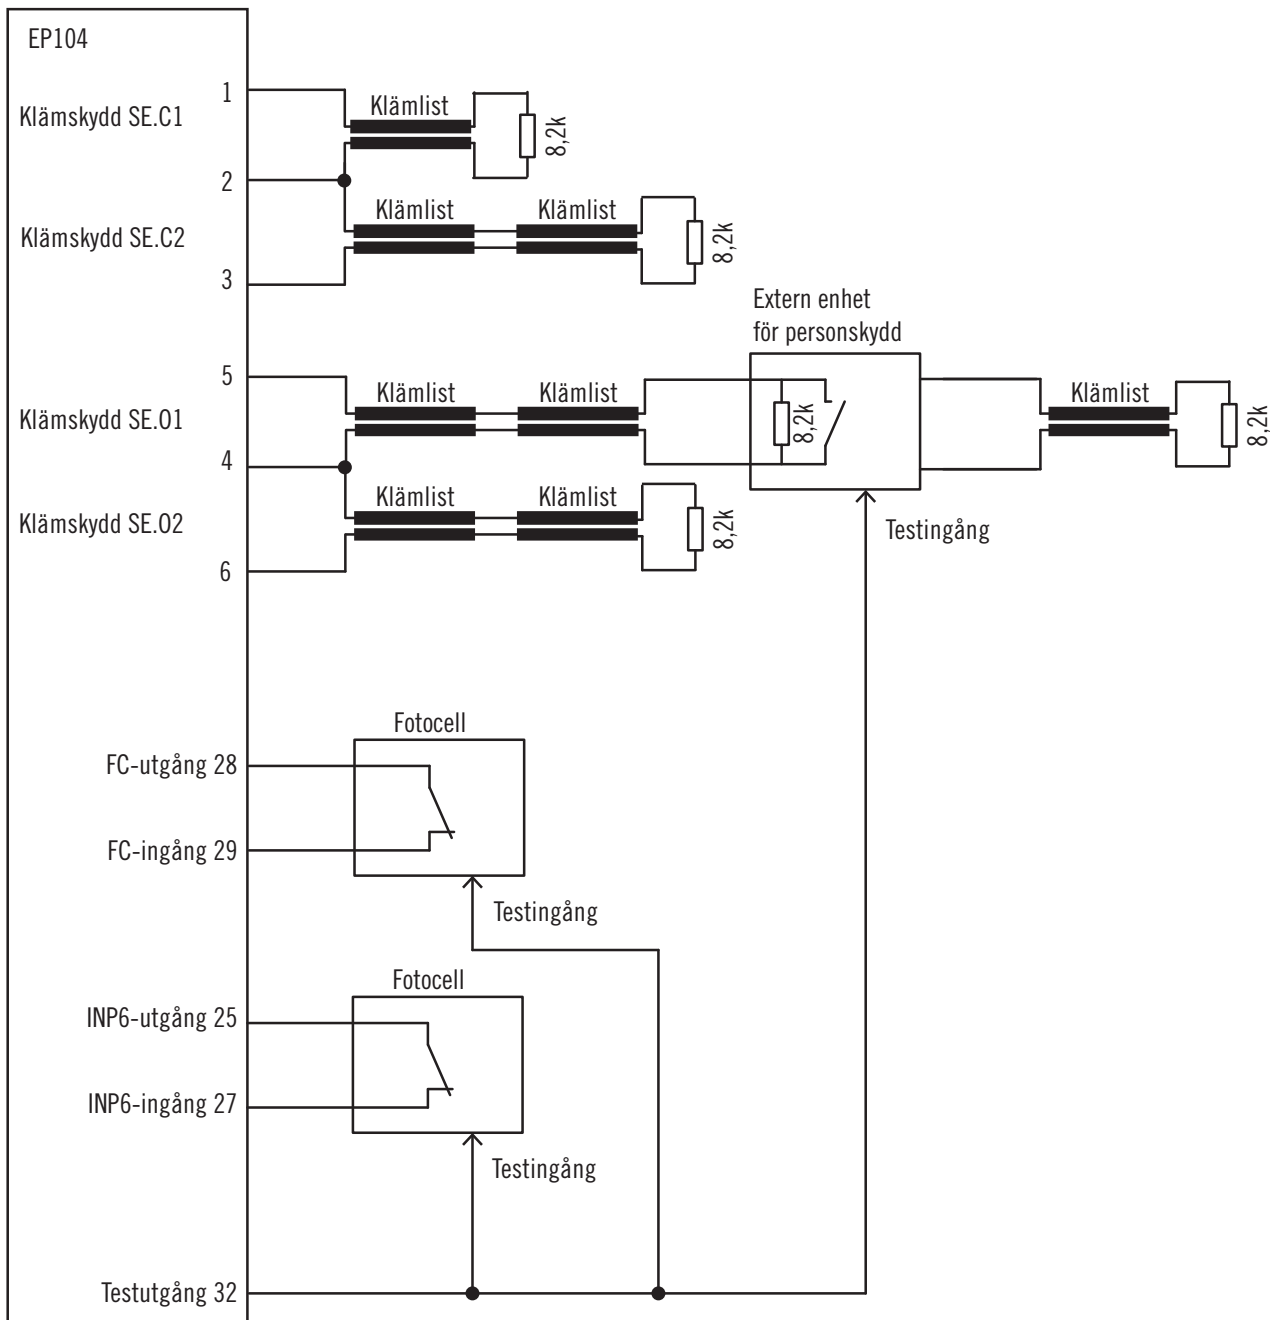 EP104
1
Klämskydd SE.C1
Klämlist
8,2k
2
Klämlist
Klämlist
Klämskydd SE.C2
8,2k
3
Extern enhet
för personskydd
5
Klämlist
Klämlist
Klämlist
Klämskydd SE.O1
8,2k
8,2k
4
Klämlist
Klämlist
Klämskydd SE.O2
8,2k
Testingång
6
Fotocell
FC-utgång 28
FC-ingång 29
Testingång
Fotocell
INP6-utgång 25
INP6-ingång 27
Testingång
Testutgång 32